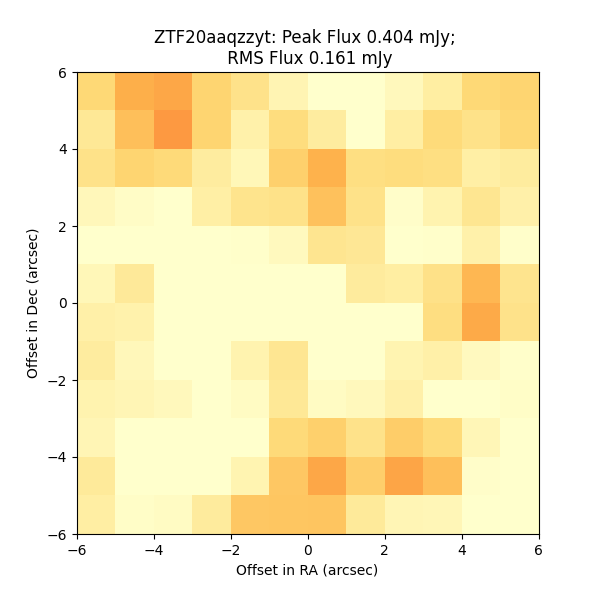 ZTF20aaqzzyt: Peak Flux 0.404 mJy;
RMS Flux 0.161 mJy
6
4
2
0
−2
−4
−6
Offset in Dec (arcsec)
−6 −4 −2 0 2 4 6
Offset in RA (arcsec)